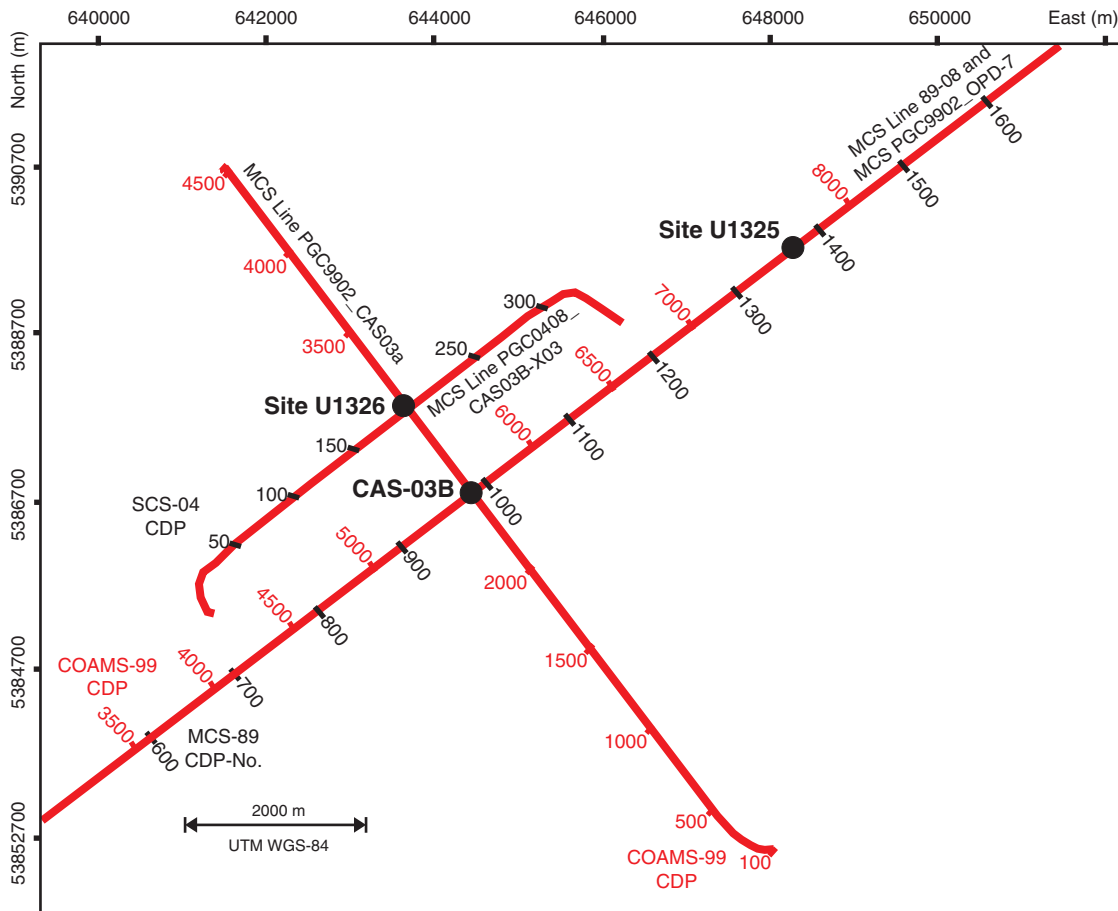 640000
642000
644000
646000
648000
650000
East (m)
North (m)
5390700
5388700
5386700
5384700
53852700
MCS Line 89-08 and
MCS PGC9902_OPD-7
1600
1500
8000
1400
Site U1325
1300
7000
1200
6500
1100
6000
1000
4500
MCS Line PGC9902_CAS03a
4000
3500
300
250
MCS Line PGC0408_
CAS03B-X03
Site U1326
150
100
50
SCS-04
CDP
CAS-03B
5000
900
4500
800
4000
700
3500
600
COAMS-99
CDP
MCS-89
CDP-No.
2000
1500
1000
500
100
COAMS-99
CDP
2000 m
UTM WGS-84